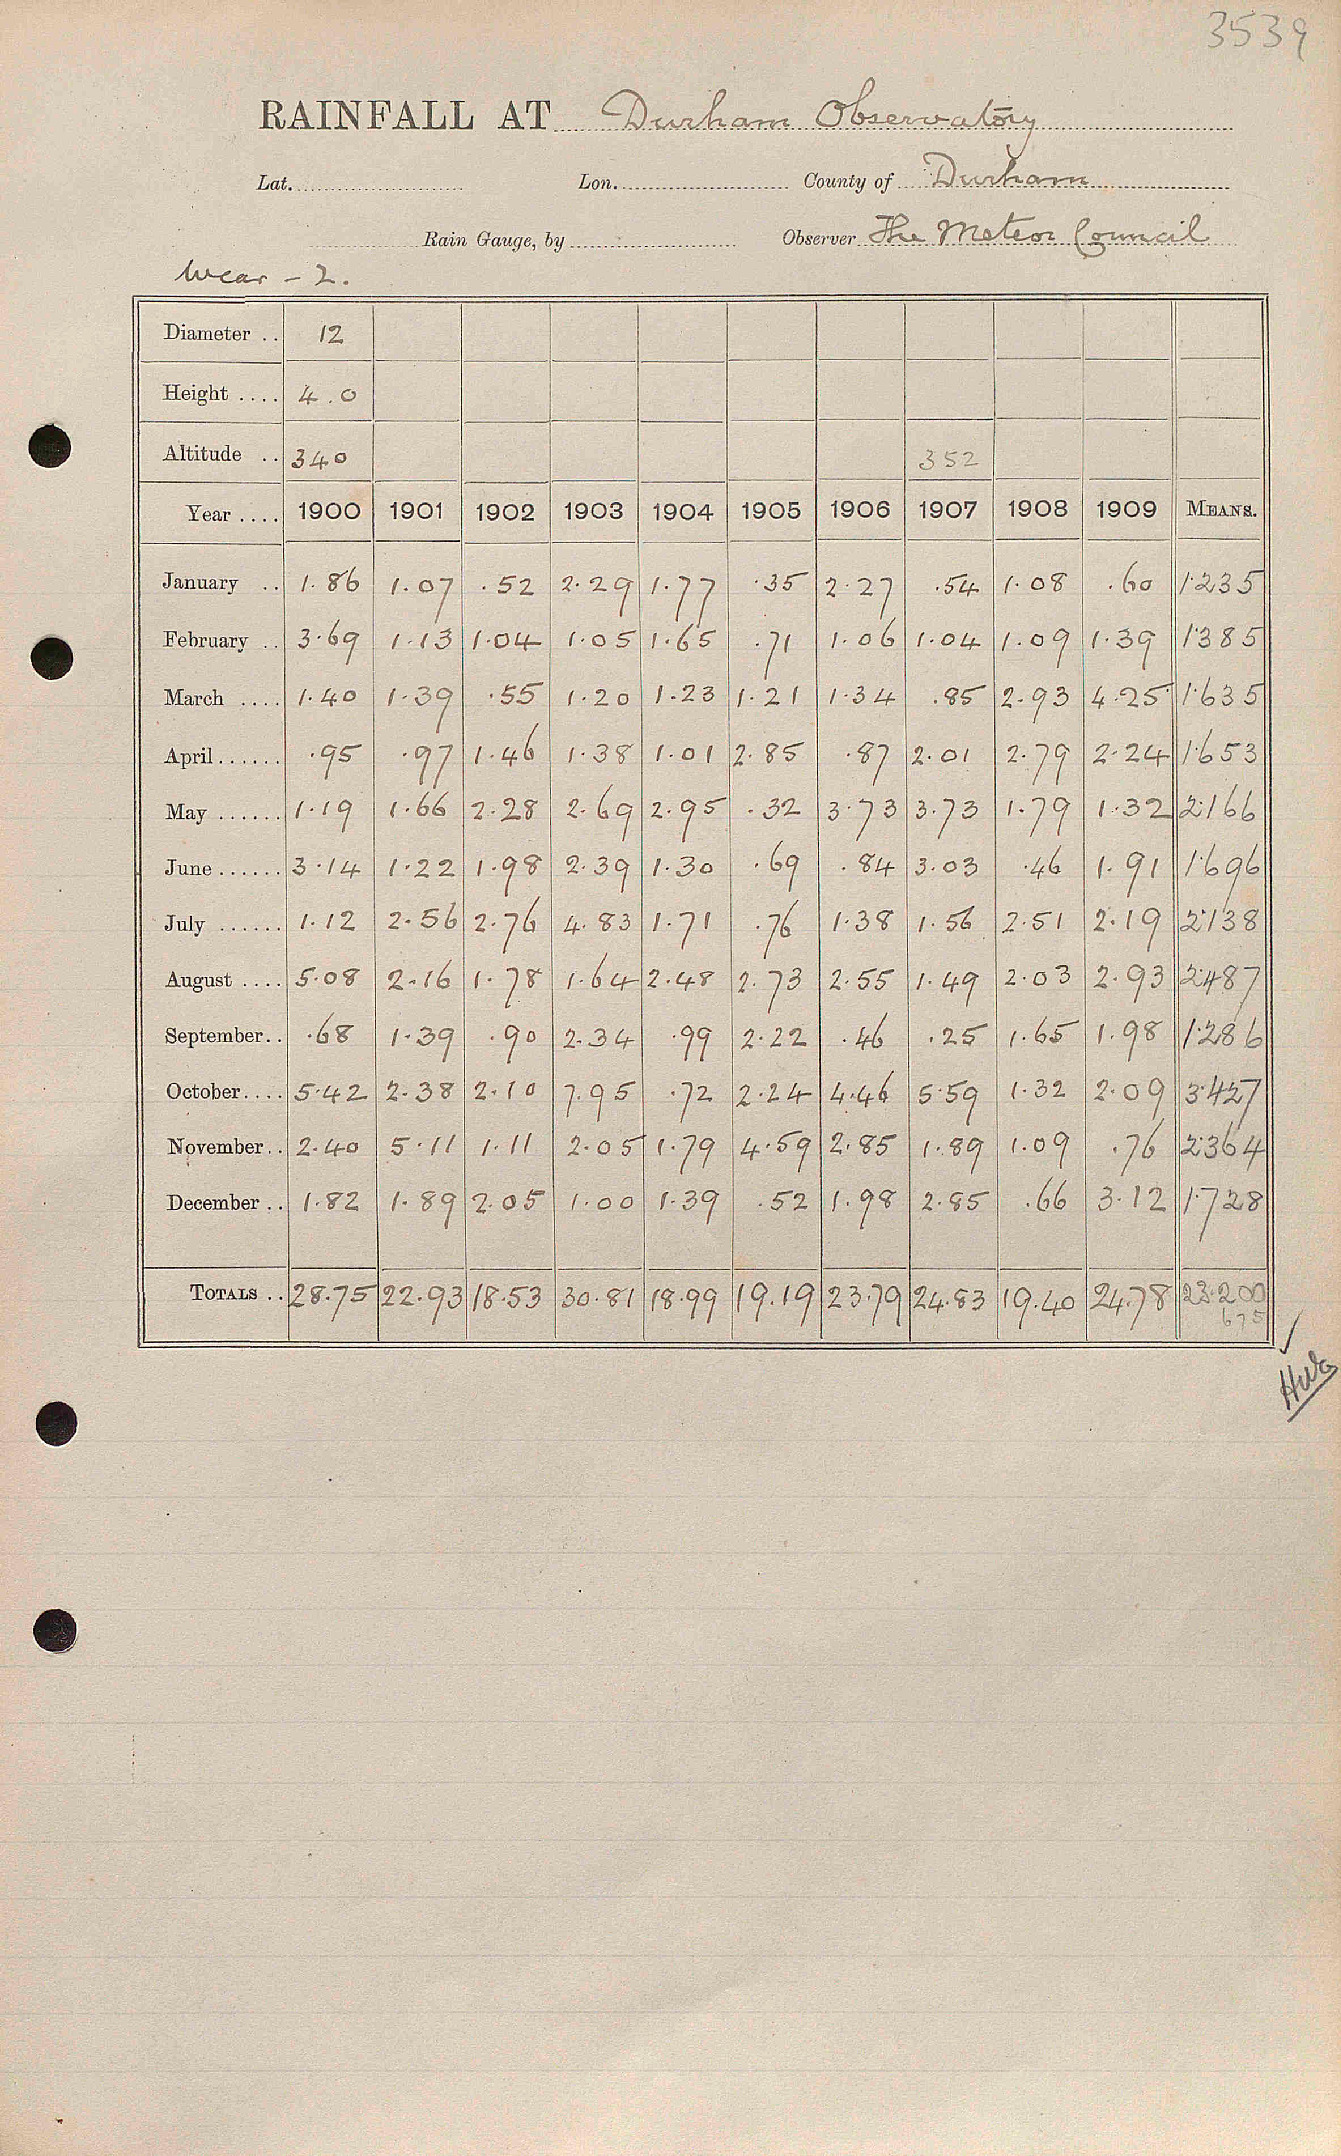 3539
RAINFALL AT Durham Observatory
Lat. Lon. County of Durham
Rain Gauge, by Observer The Meteor Council
Wear - 2.
Diameter .. 12
Height .... 4.0
Altitude .. 340 352
Year .... 1900 1901 1902 1903 1904 1905 1906 1907 1908 1909 MEANS.
January .. 1.86 1.07 .52 2.29 1.77 .35 2.27 .54 1.08 .60 1.235
February .. 3.69 1.13 1.04 1.05 1.65 .71 1.06 1.04 1.09 1.39 1.385
March .... 1.40 1.39 .55 1.20 1.23 1.21 1.34 .85 2.93 4.25 1.635
April...... .95 .97 1.46 1.38 1.01 2.85 .87 2.01 2.79 2.24 1.653
May ...... 1.19 1.66 2.28 2.69 2.95 .32 3.73 3.73 1.79 1.32 2.166
June...... 3.14 1.22 1.98 2.39 1.30 .69 .84 3.03 .46 1.91 1.696
July ...... 1.12 2.56 2.76 4.83 1.71 .76 1.38 1.56 2.51 2.19 2.138
August .... 5.08 2.16 1.78 1.64 2.48 2.73 2.55 1.49 2.03 2.93 2.487
September.. .68 1.39 .90 2.34 .99 2.22 .46 .25 1.65 1.98 1.286
October.... 5.42 2.38 2.10 7.95 .72 2.24 4.46 5.59 1.32 2.09 3.427
November.. 2.40 5.11 1.11 2.05 1.79 4.59 2.85 1.89 1.09 .76 2.364
December .. 1.82 1.89 2.05 1.00 1.39 .52 1.98 2.85 .66 3.12 1.728
TOTALS .. 28.75 22.93 18.53 30.81 18.99 19.19 23.79 24.83 19.40 24.78 23.200
675